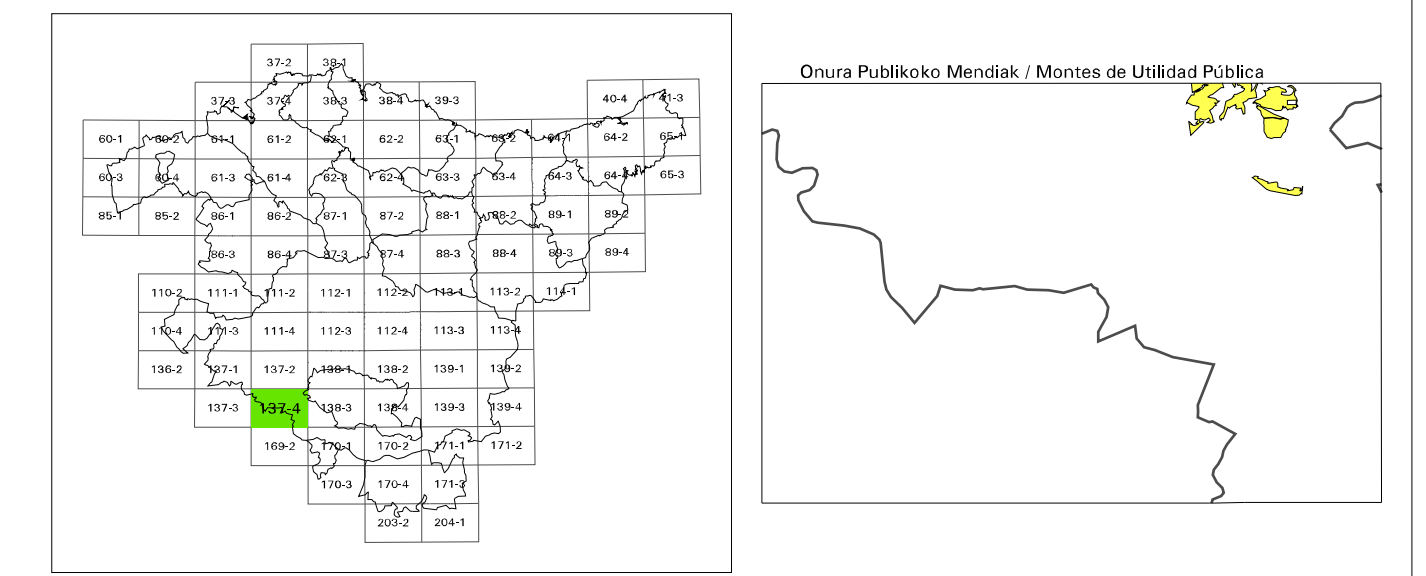 Onura Publikoko Mendiak / Montes de Utilidad Pública
37-2 38-1
37-3 37-4 38-3 38-4 39-3 40-4 41-3
60-1 60-2 61-1 61-2 62-1 62-2 63-1 63-2 64-1 64-2 65-1
60-3 60-4 61-3 61-4 62-3 62-4 63-3 63-4 64-3 64-4 65-3
85-1 85-2 86-1 86-2 87-1 87-2 88-1 88-2 89-1 89-2
86-3 86-4 87-3 87-4 88-3 88-4 89-3 89-4
110-2 111-1 111-2 112-1 112-2 113-1 113-2 114-1
110-4 111-3 111-4 112-3 112-4 113-3 113-4
136-2 137-1 137-2 138-1 138-2 139-1 139-2
137-3 137-4 138-3 138-4 139-3 139-4
169-2 170-1 170-2 171-1 171-2
170-3 170-4 171-3
203-2 204-1